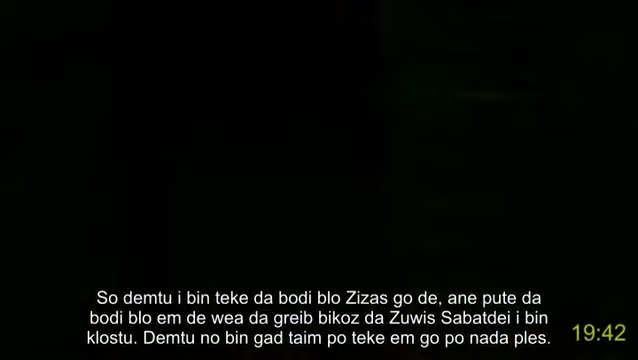 So demtu i bin teke da bodi blo Zizas go de, ane pute da
bodi blo em de wea da greib bikoz da Zuwis Sabatdei i bin
klostu. Demtu no bin gad taim po teke em go po nada ples.
19:42